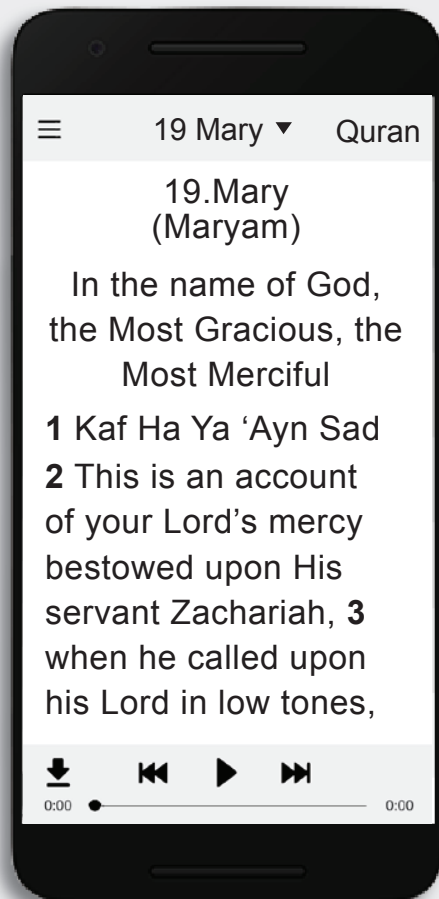 19 Mary ▼ Quran
19.Mary
(Maryam)
In the name of God,
the Most Gracious, the
Most Merciful
1 Kaf Ha Ya ‘Ayn Sad
2 This is an account
of your Lord’s mercy
bestowed upon His
servant Zachariah, 3
when he called upon
his Lord in low tones,
0:00 0:00